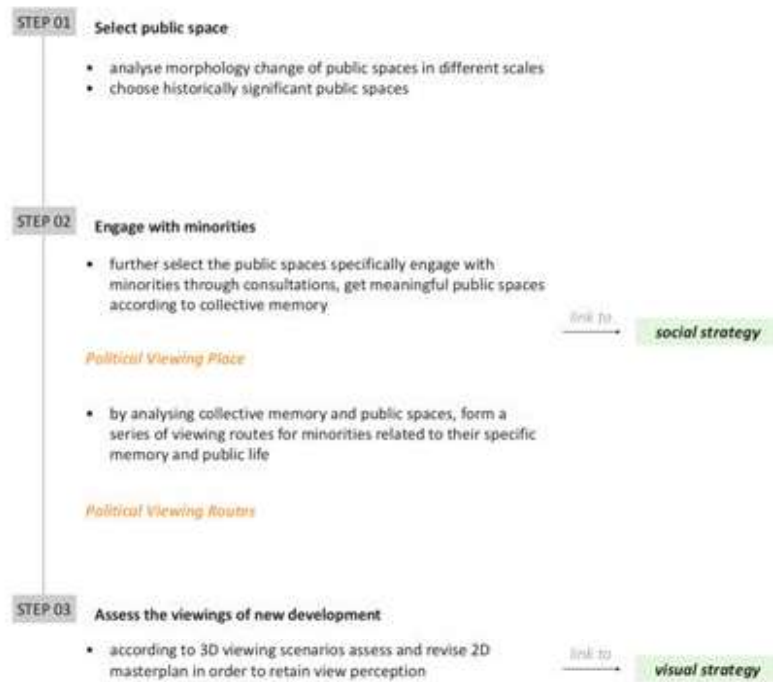 STEP 01
Select public space
• analyse morphology change of public spaces in different scales
• choose historically significant public spaces
STEP 02
Engage with minorities
• further select the public spaces specifically engage with
minorities through consultations, get meaningful public spaces
according to collective memory
link to
social strategy
Political Viewing Place
• by analysing collective memory and public spaces, form a
series of viewing routes for minorities related to their specific
memory and public life
Political Viewing Routes
STEP 03
Assess the viewings of new development
• according to 3D viewing scenarios assess and revise 2D
masterplan in order to retain view perception
link to
visual strategy